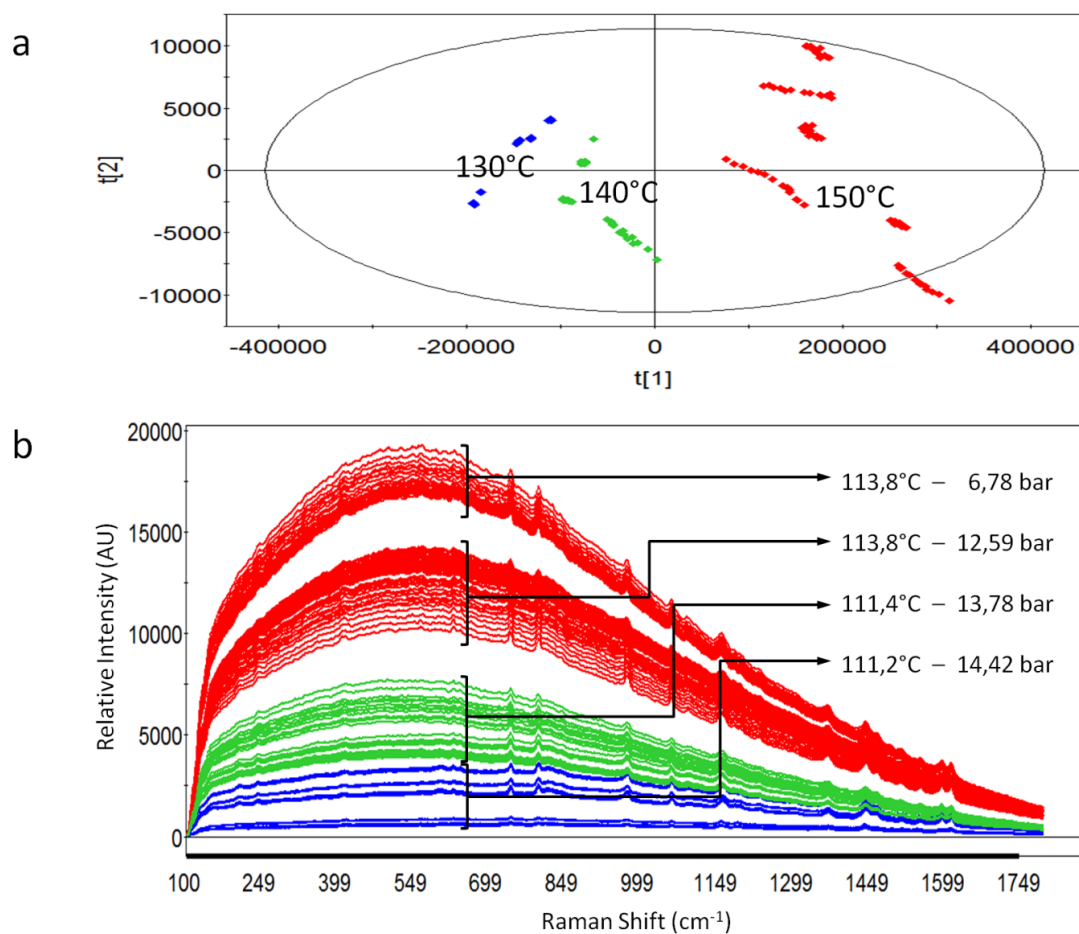 a
10000
5000
0
-5000
-10000
t[2]
130°C
140°C
150°C
-400000 -200000 0 200000 400000
t[1]
b
20000
15000
10000
5000
0
Relative Intensity (AU)
113,8°C – 6,78 bar
113,8°C – 12,59 bar
111,4°C – 13,78 bar
111,2°C – 14,42 bar
100 249 399 549 699 849 999 1149 1299 1449 1599 1749
Raman Shift (cm⁻¹)